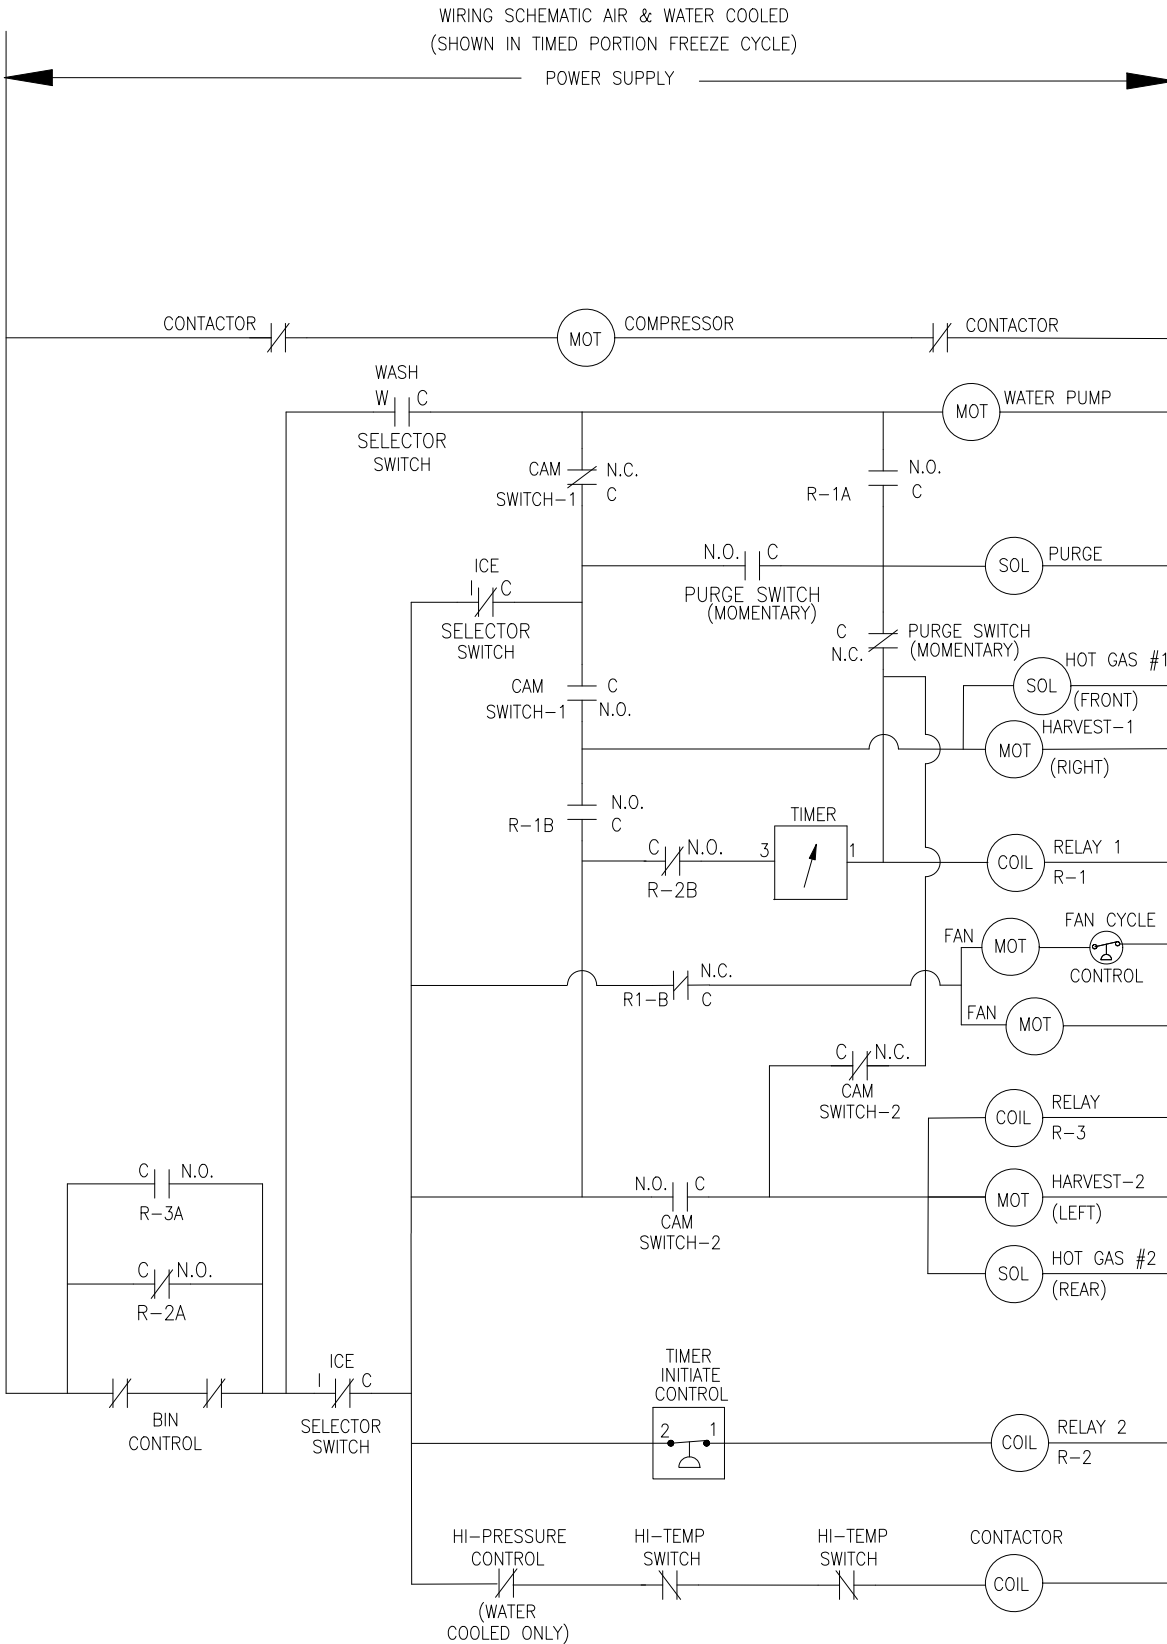 WIRING SCHEMATIC AIR & WATER COOLED
(SHOWN IN TIMED PORTION FREEZE CYCLE)
POWER SUPPLY
CONTACTOR
MOT
COMPRESSOR
CONTACTOR
WASH
W C
SELECTOR
SWITCH
MOT
WATER PUMP
CAM
SWITCH-1
N.C.
C
R-1A
N.O.
C
N.O. C
PURGE SWITCH
(MOMENTARY)
SOL
PURGE
ICE
I C
SELECTOR
SWITCH
C
N.C.
PURGE SWITCH
(MOMENTARY)
HOT GAS #1
SOL
(FRONT)
CAM
SWITCH-1
C
N.O.
HARVEST-1
MOT
(RIGHT)
R-1B
N.O.
C
C N.O.
R-2B
TIMER
3 1
COIL
RELAY 1
R-1
FAN
MOT
FAN CYCLE
CONTROL
R1-B
N.C.
C
FAN
MOT
C N.C.
CAM
SWITCH-2
COIL
RELAY
R-3
C N.O.
R-3A
N.O. C
CAM
SWITCH-2
MOT
HARVEST-2
(LEFT)
C N.O.
R-2A
SOL
HOT GAS #2
(REAR)
BIN
CONTROL
ICE
I C
SELECTOR
SWITCH
TIMER
INITIATE
CONTROL
2 1
COIL
RELAY 2
R-2
HI-PRESSURE
CONTROL
(WATER
COOLED ONLY)
HI-TEMP
SWITCH
HI-TEMP
SWITCH
CONTACTOR
COIL